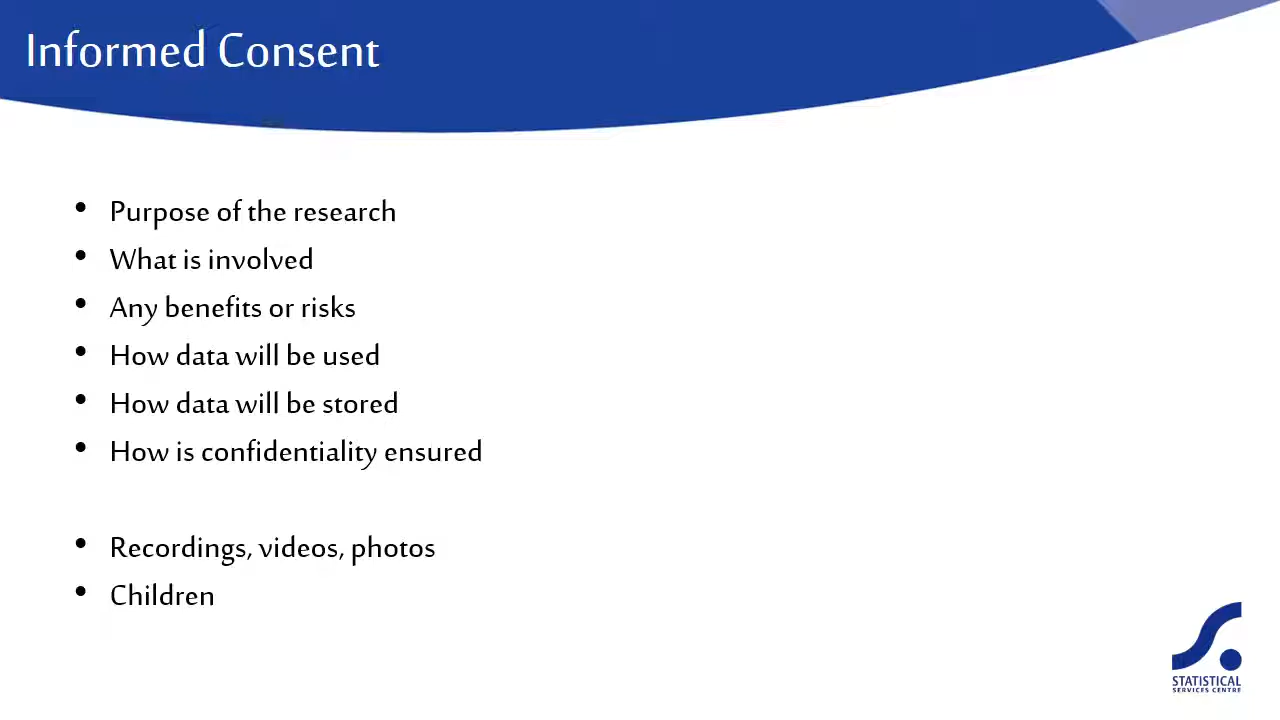 Informed Consent
• Purpose of the research
• What is involved
• Any benefits or risks
• How data will be used
• How data will be stored
• How is confidentiality ensured
• Recordings, videos, photos
• Children
STATISTICAL
SERVICES CENTRE